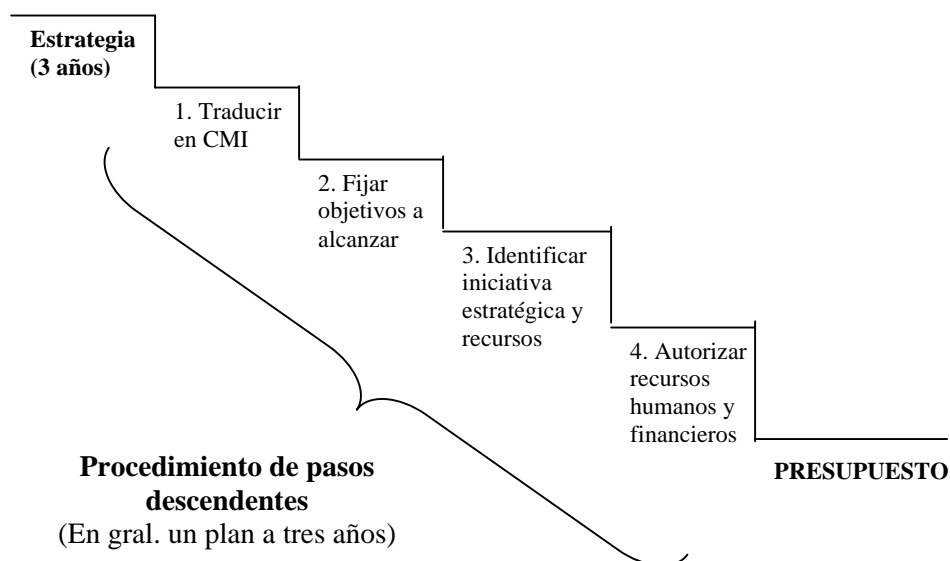 Estrategia
(3 años)
1. Traducir
en CMI
2. Fijar
objetivos a
alcanzar
3. Identificar
iniciativa
estratégica y
recursos
4. Autorizar
recursos
humanos y
financieros
PRESUPUESTO
Procedimiento de pasos
descendentes
(En gral. un plan a tres años)